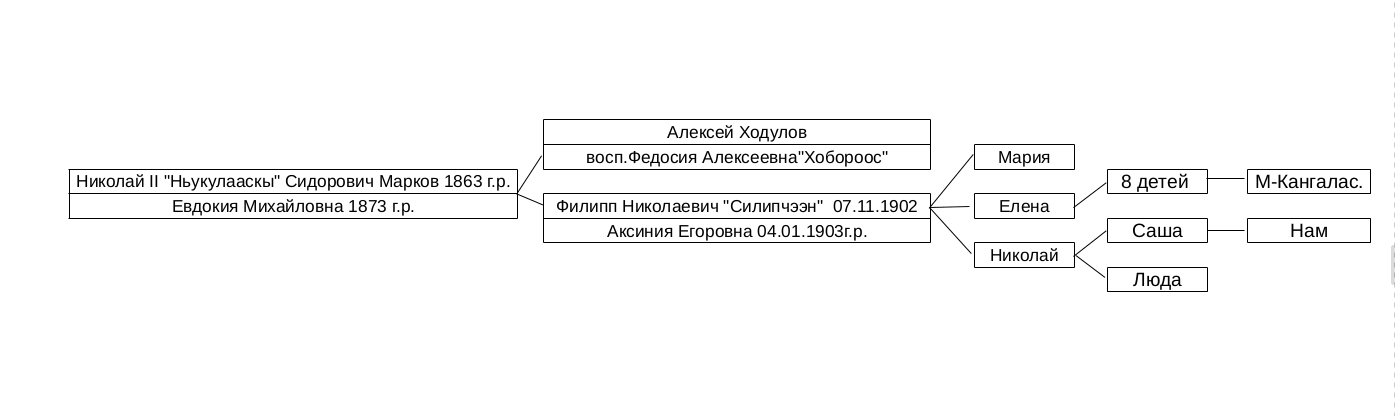 Алексей Ходулов
восп.Федосия Алексеевна"Хобороос"
Николай II "Ньукулааскы" Сидорович Марков 1863 г.р.
Евдокия Михайловна 1873 г.р.
Филипп Николаевич "Силипчээн"  07.11.1902
Аксиния Егоровна 04.01.1903г.р.
Мария
Елена
Николай
8 детей
Саша
Люда
М-Кангалас.
Нам